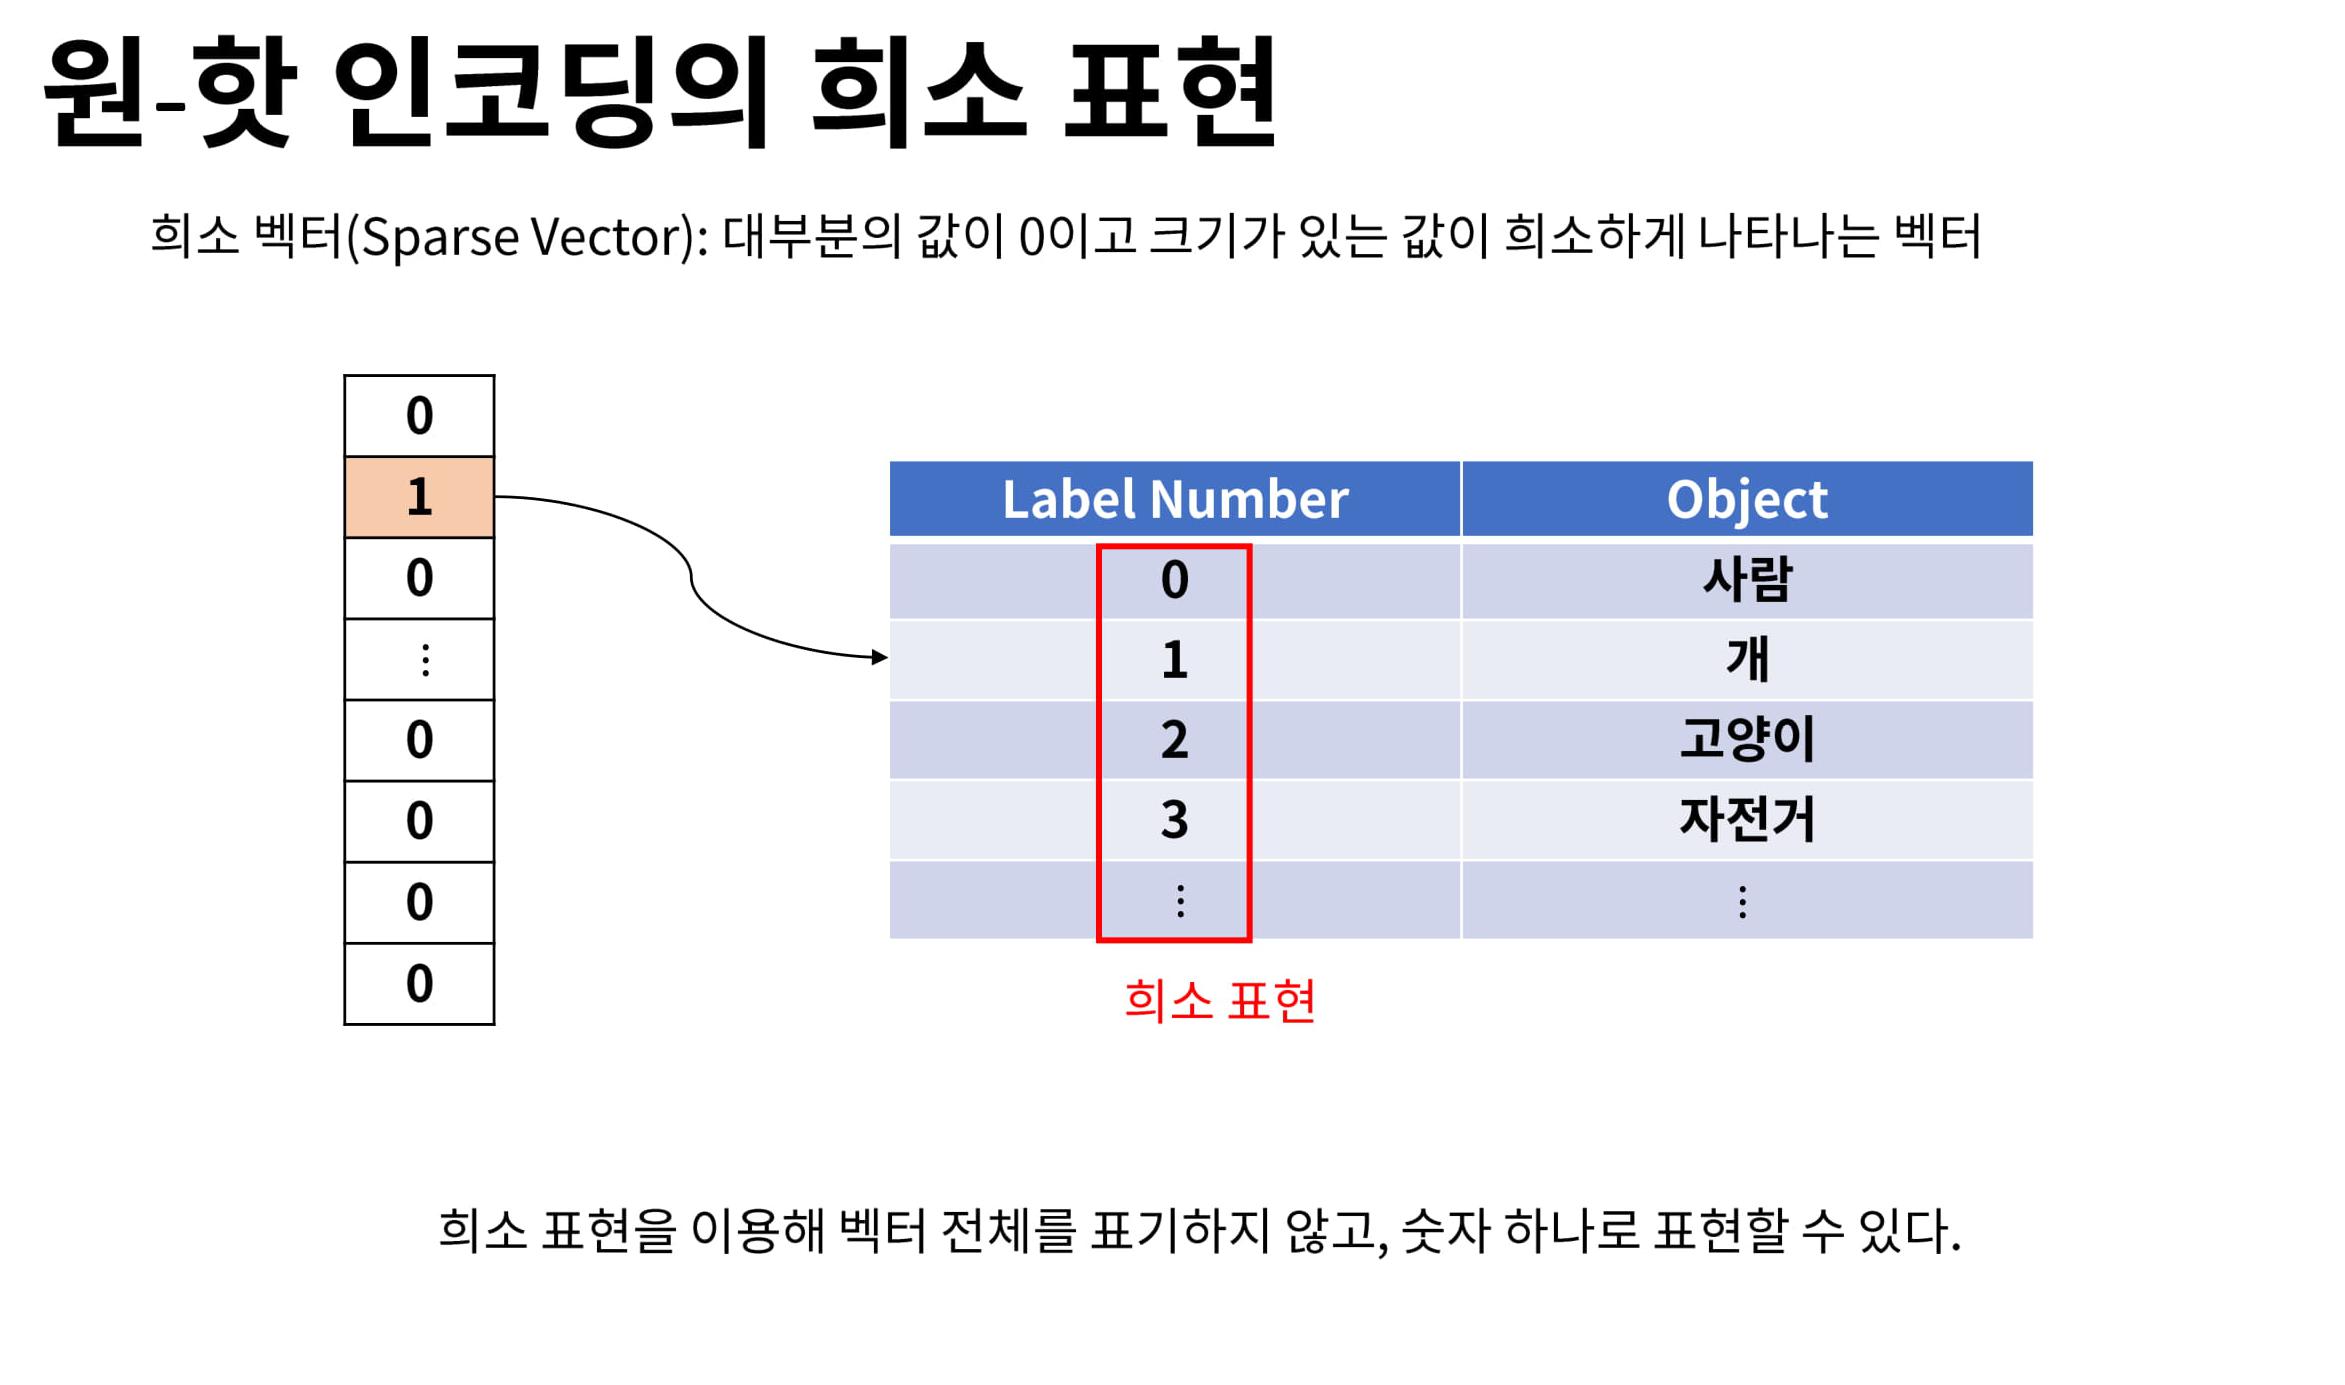 원-핫 인코딩의 희소 표현
희소 벡터(Sparse Vector): 대부분의 값이 0이고 크기가 있는 값이 희소하게 나타나는 벡터
0
1
0
⋮
0
0
0
0
Label Number Object
0 사람
1 개
2 고양이
3 자전거
⋮ ⋮
희소 표현
희소 표현을 이용해 벡터 전체를 표기하지 않고, 숫자 하나로 표현할 수 있다.